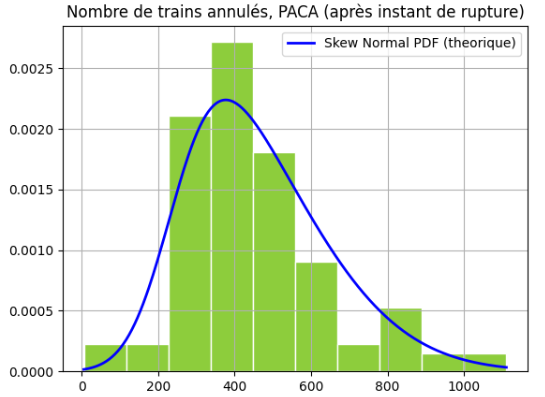 Nombre de trains annulés, PACA (après instant de rupture)
Skew Normal PDF (theorique)
0.0025
0.0020
0.0015
0.0010
0.0005
0.0000
0 200 400 600 800 1000